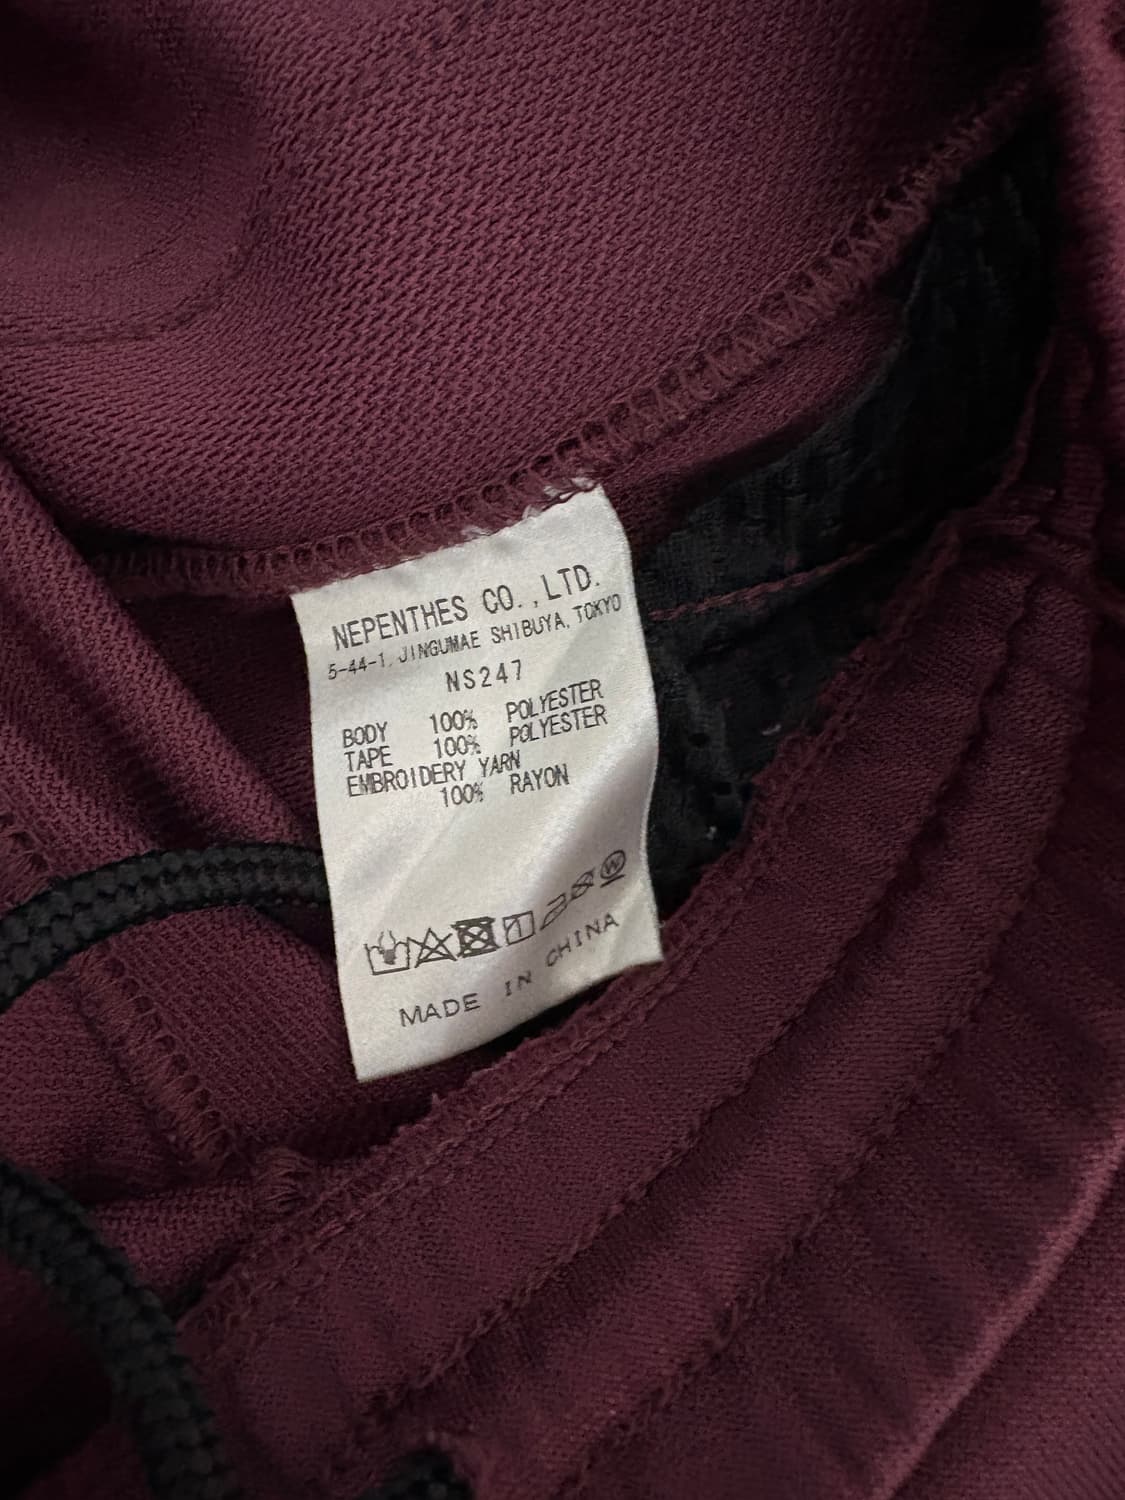 NEPENTHES CO.,LTD.
5-44-1, JINGUMAE SHIBUYA, TOKYO
NS247
BODY 100% POLYESTER
TAPE 100% POLYESTER
EMBROIDERY YARN
100% RAYON
W
MADE IN CHINA